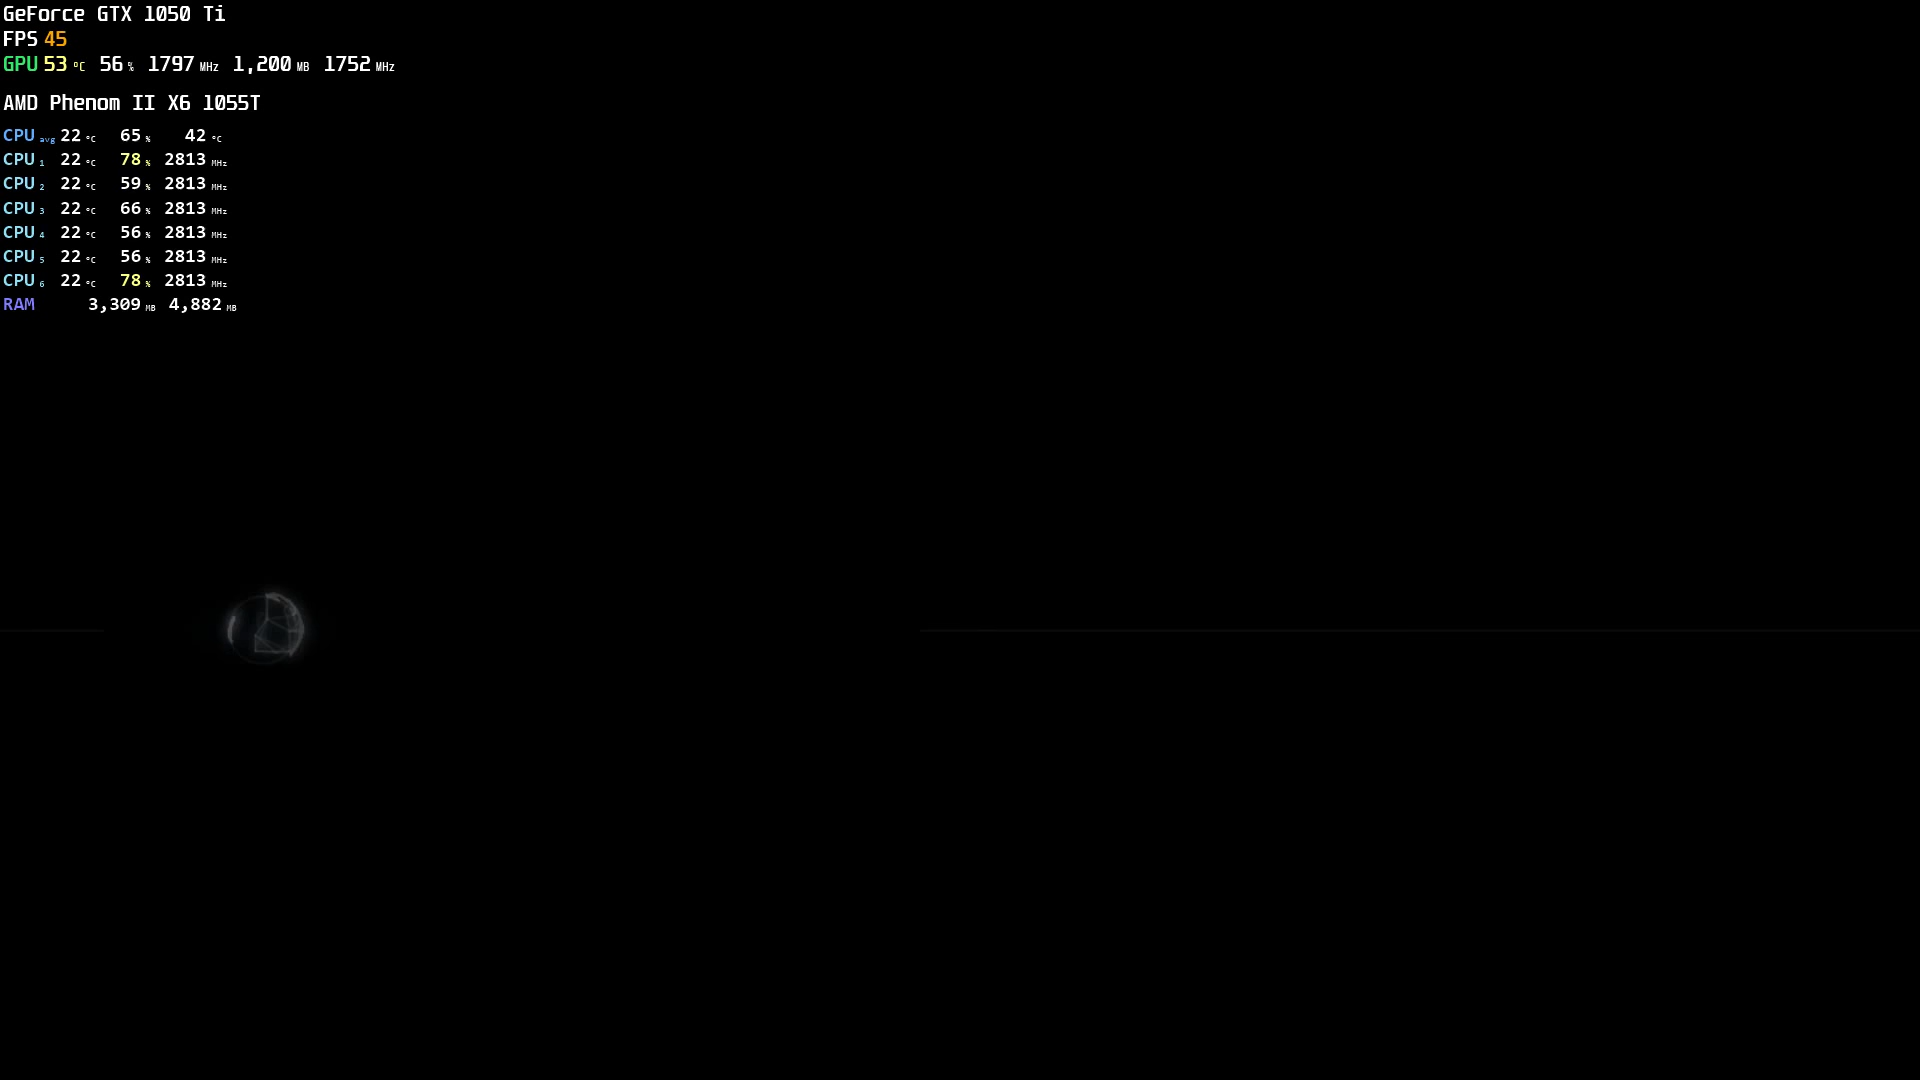 GeForce GTX 1050 Ti
FPS 45
GPU 53 °C 56 % 1797 MHz 1,200 MB 1752 MHz
AMD Phenom II X6 1055T
CPU avg 22 °C 65 % 42 °C
CPU 1 22 °C 78 % 2813 MHz
CPU 2 22 °C 59 % 2813 MHz
CPU 3 22 °C 66 % 2813 MHz
CPU 4 22 °C 56 % 2813 MHz
CPU 5 22 °C 56 % 2813 MHz
CPU 6 22 °C 78 % 2813 MHz
RAM 3,309 MB 4,882 MB